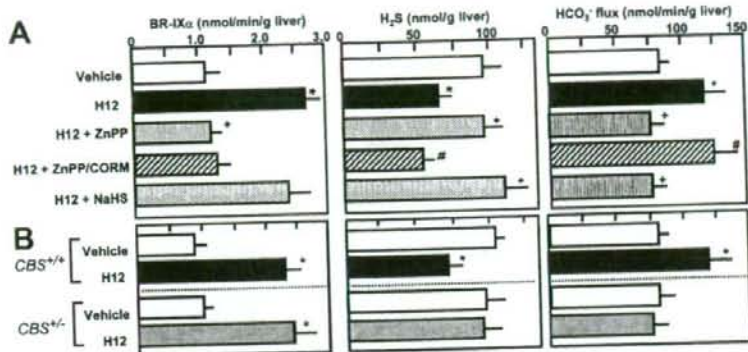 A
BR-IXα (nmol/min/g liver)
0 1.0 2.0 3.0
H₂S (nmol/g liver)
0 50 100
HCO₃⁻ flux (nmol/min/g liver)
0 50 100 150
Vehicle
H12 * * *
H12 + ZnPP + + +
H12 + ZnPP/CORM # #
H12 + NaHS + +
B
CBS+/+
Vehicle
H12 * * *
CBS+/-
Vehicle
H12 *